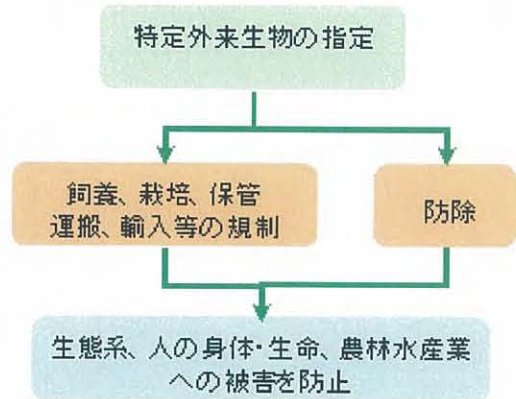 特定外来生物の指定
飼養、栽培、保管
運搬、輸入等の規制
防除
生態系、人の身体・生命、農林水産業
への被害を防止